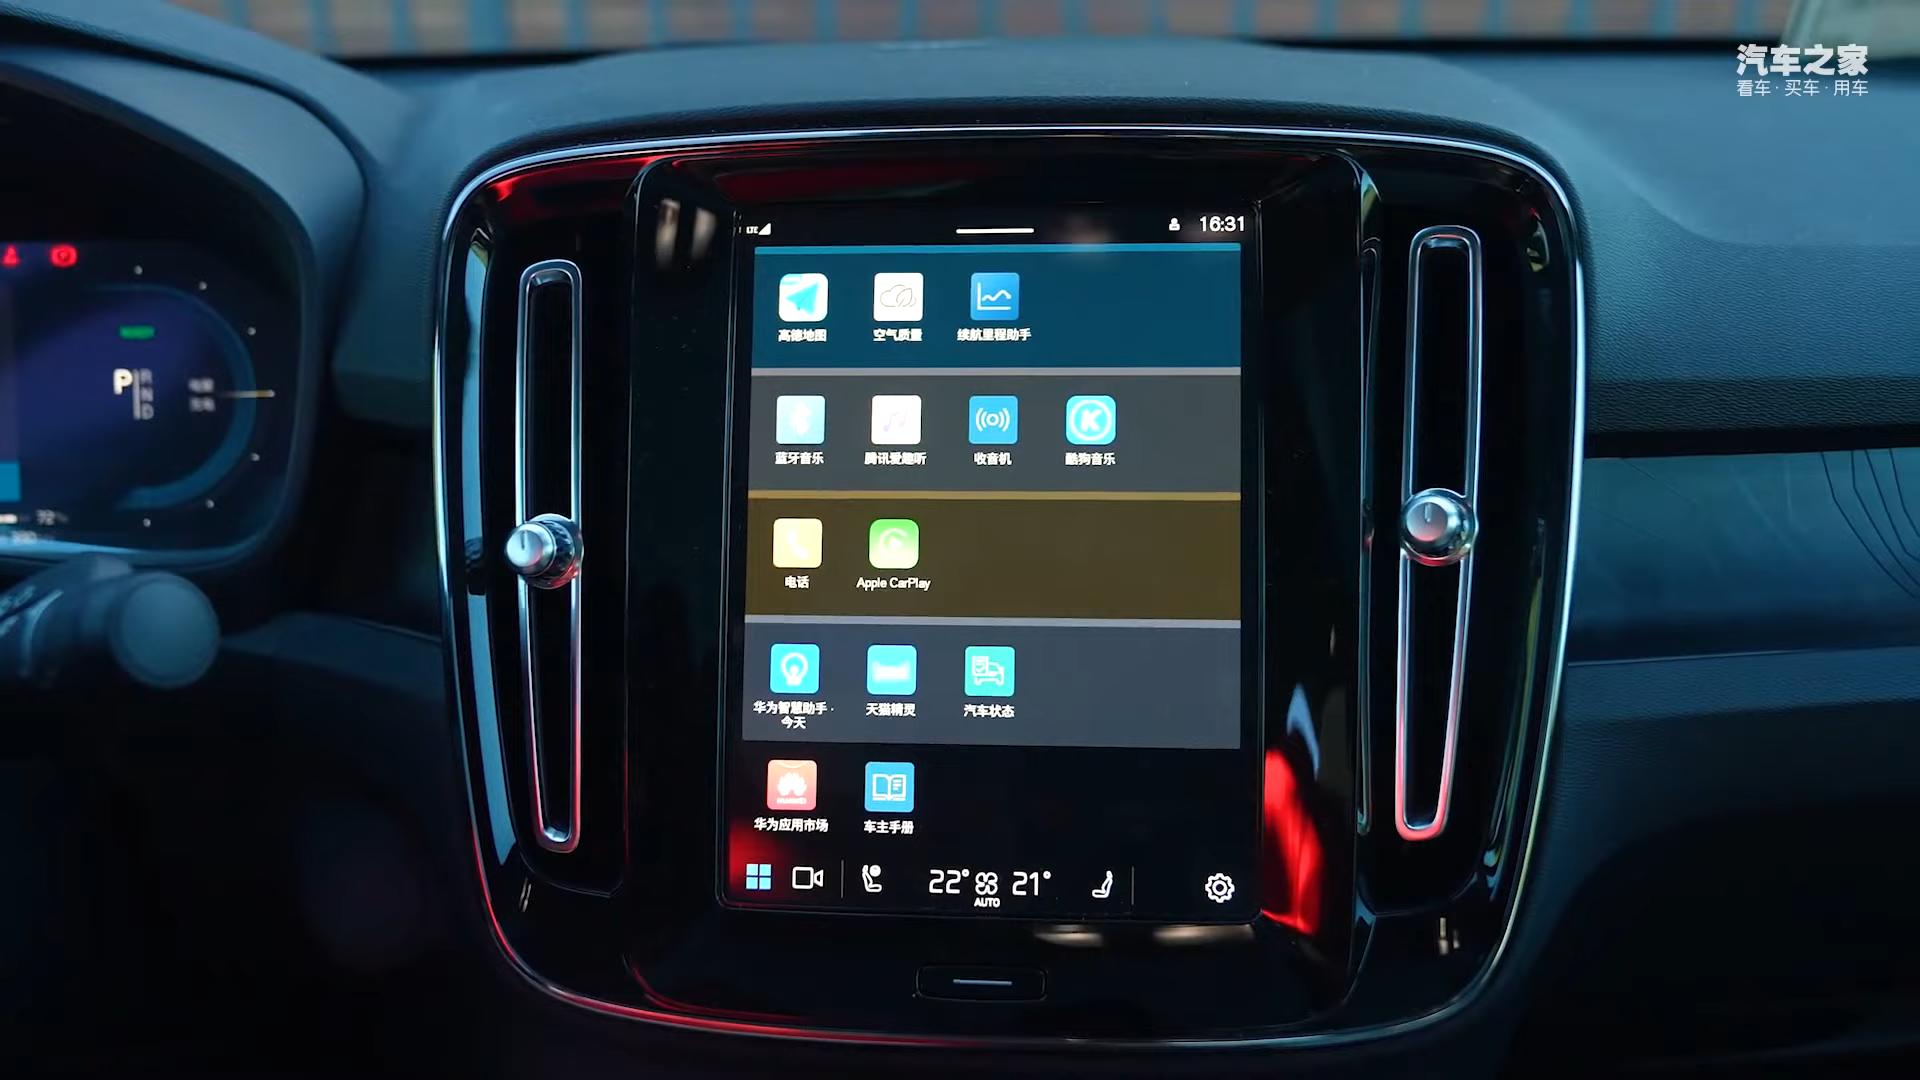 汽车之家
看车·买车·用车
LTE
16:31
高德地图
空气质量
续航里程助手
蓝牙音乐
腾讯爱趣听
收音机
酷狗音乐
电话
Apple CarPlay
华为智慧助手·
今天
天猫精灵
汽车状态
HUAWEI
华为应用市场
车主手册
22° 21°
AUTO
P
R
N
D
72